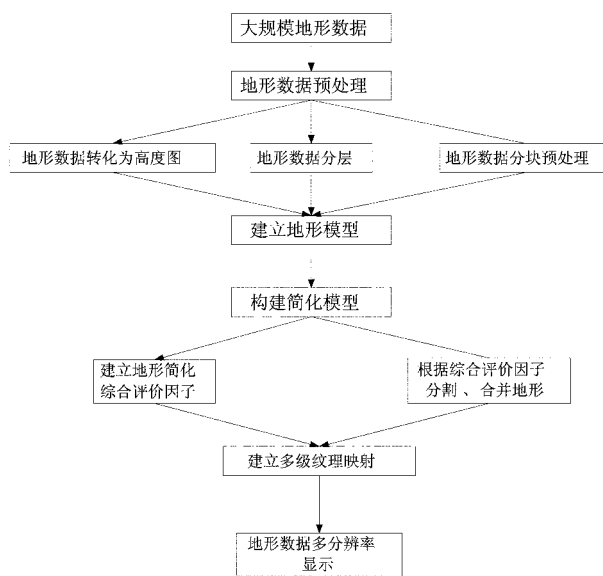 大规模地形数据
地形数据预处理
地形数据转化为高度图
地形数据分层
地形数据分块预处理
建立地形模型
构建简化模型
建立地形简化
综合评价因子
根据综合评价因子
分割、合并地形
建立多级纹理映射
地形数据多分辨率
显示